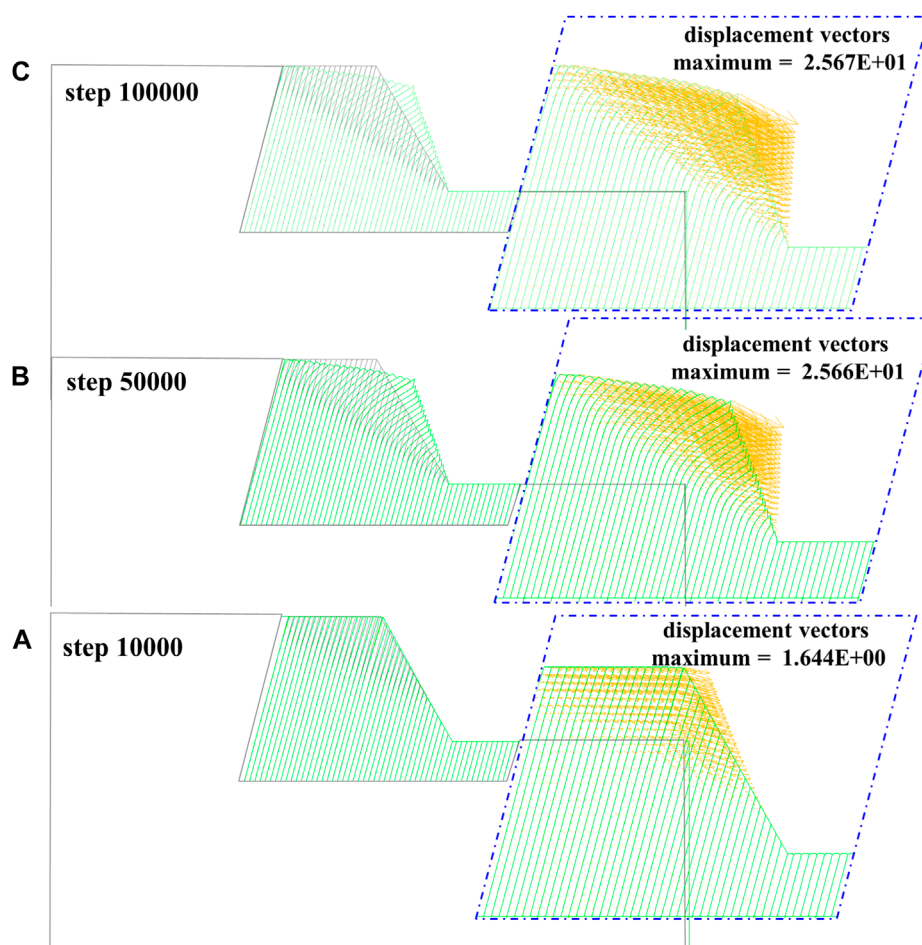 C
step 100000
displacement vectors
maximum = 2.567E+01
B
step 50000
displacement vectors
maximum = 2.566E+01
A
step 10000
displacement vectors
maximum = 1.644E+00